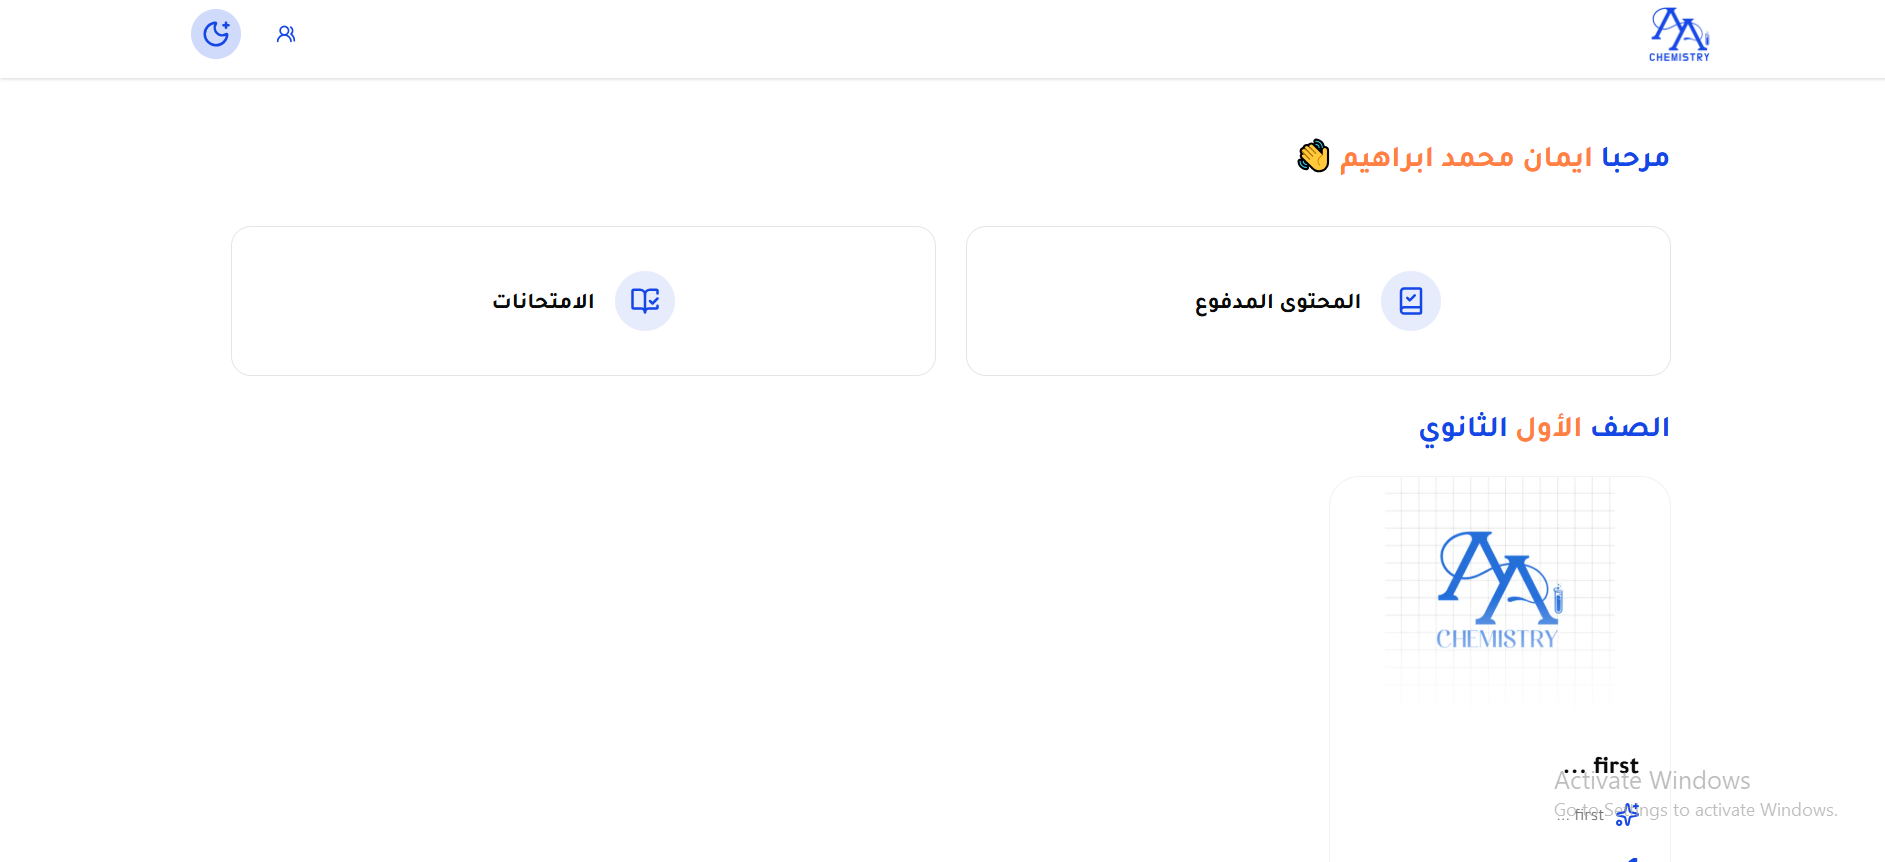 CHEMISTRY
مرحبا ايمان محمد ابراهيم 👋
المحتوى المدفوع
الامتحانات
الصف الأول الثانوي
AA
CHEMISTRY
first ...
first ...
Activate Windows
Go to Settings to activate Windows.